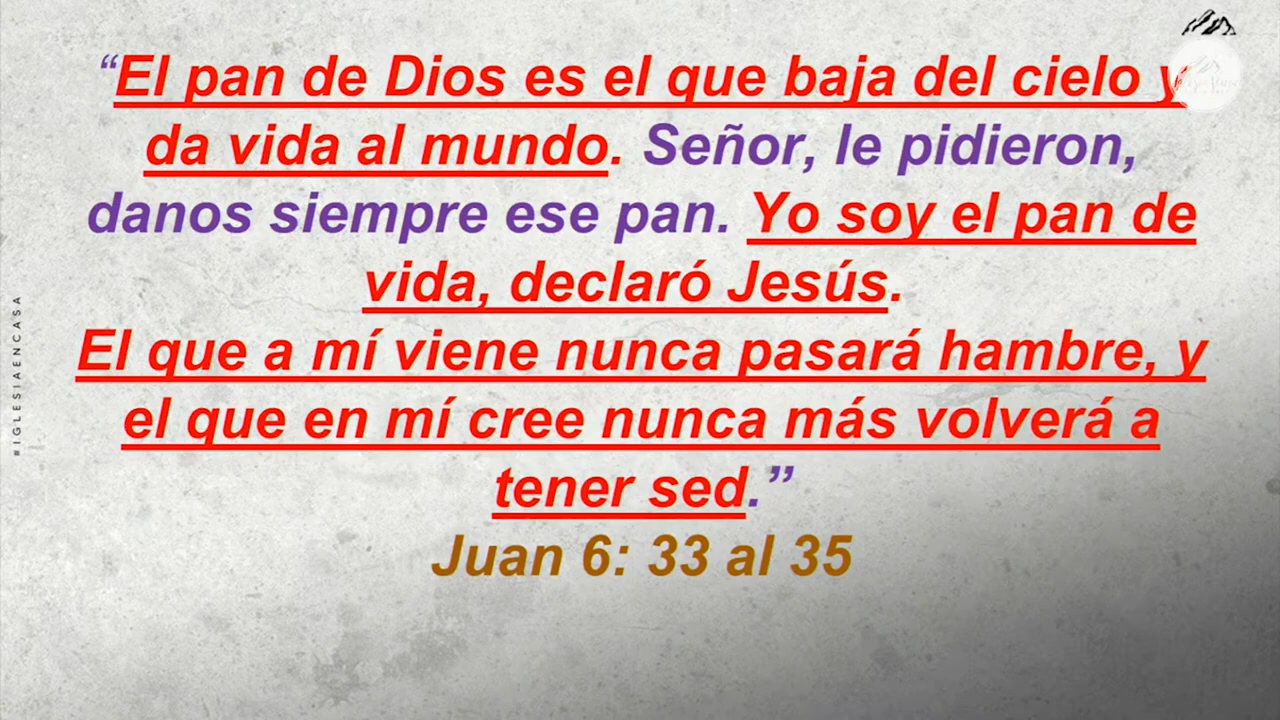 “El pan de Dios es el que baja del cielo y
da vida al mundo. Señor, le pidieron,
danos siempre ese pan. Yo soy el pan de
vida, declaró Jesús.
El que a mí viene nunca pasará hambre, y
el que en mí cree nunca más volverá a
tener sed.”
Juan 6: 33 al 35
#IGLESIAENCASA